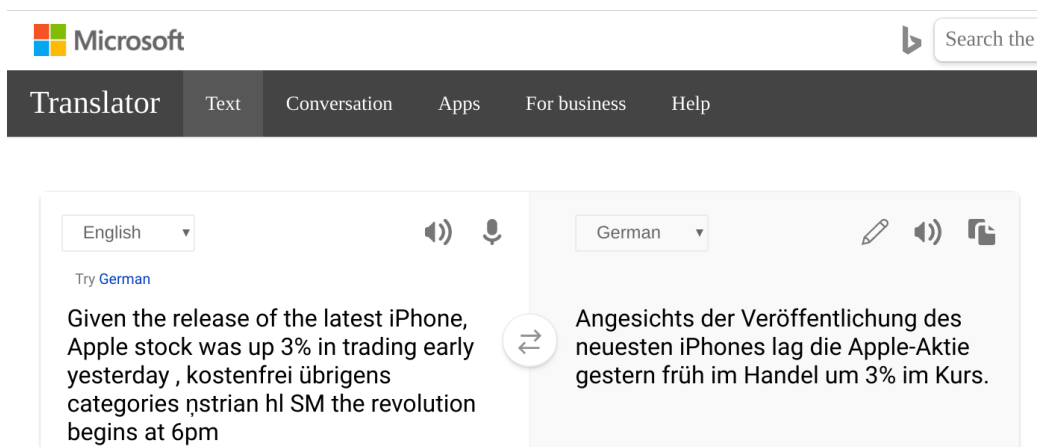 Microsoft
Search the
Translator Text Conversation Apps For business Help
English
German
Try German
Given the release of the latest iPhone,
Apple stock was up 3% in trading early
yesterday , kostenfrei übrigens
categories ņstrian hl SM the revolution
begins at 6pm
Angesichts der Veröffentlichung des
neuesten iPhones lag die Apple-Aktie
gestern früh im Handel um 3% im Kurs.